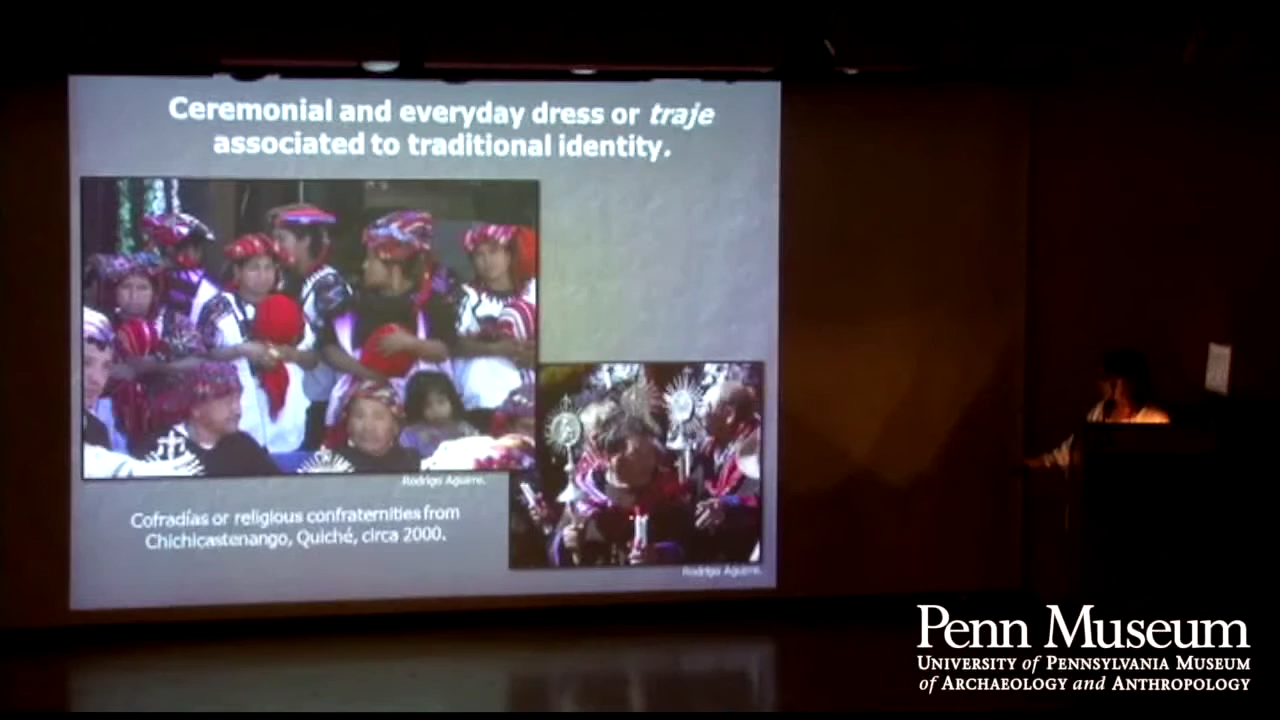 Ceremonial and everyday dress or traje
associated to traditional identity.
Rodrigo Aguirre.
Cofradías or religious confraternities from
Chichicastenango, Quiché, circa 2000.
Rodrigo Aguirre.
Penn Museum
UNIVERSITY of PENNSYLVANIA MUSEUM
of ARCHAEOLOGY and ANTHROPOLOGY